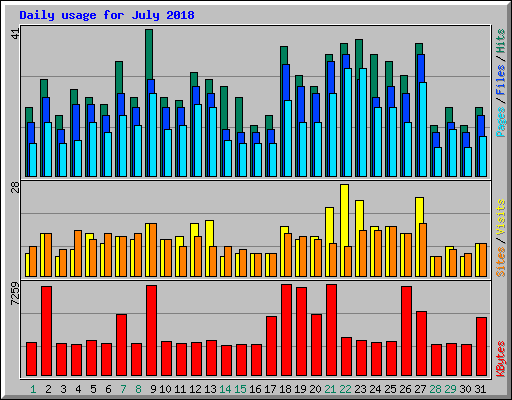 Daily usage for July 2018
41
Pages / Files / Hits
28
Sites / Visits
7259
KBytes
1 2 3 4 5 6 7 8 9 10 11 12 13 14 15 16 17 18 19 20 21 22 23 24 25 26 27 28 29 30 31